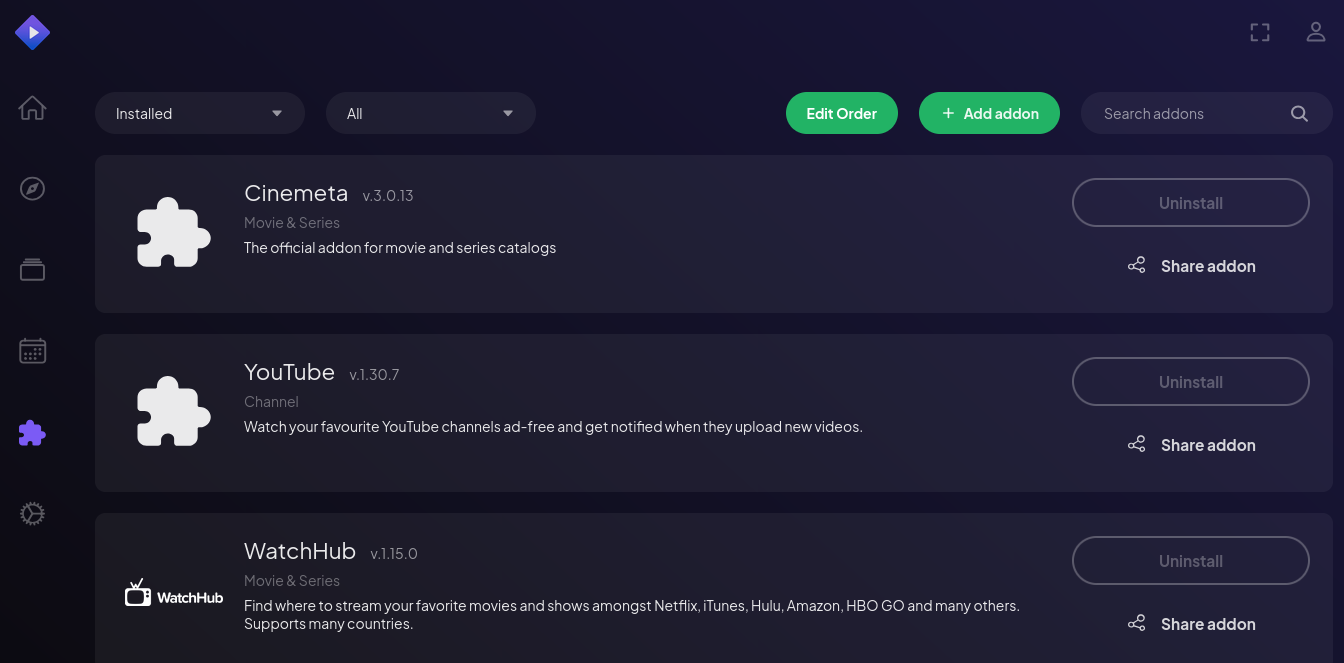 Installed
All
Edit Order
+ Add addon
Search addons
Cinemeta v.3.0.13
Movie & Series
The official addon for movie and series catalogs
Uninstall
Share addon
YouTube v.1.30.7
Channel
Watch your favourite YouTube channels ad-free and get notified when they upload new videos.
Uninstall
Share addon
WatchHub
WatchHub v.1.15.0
Movie & Series
Find where to stream your favorite movies and shows amongst Netflix, iTunes, Hulu, Amazon, HBO GO and many others.
Supports many countries.
Uninstall
Share addon